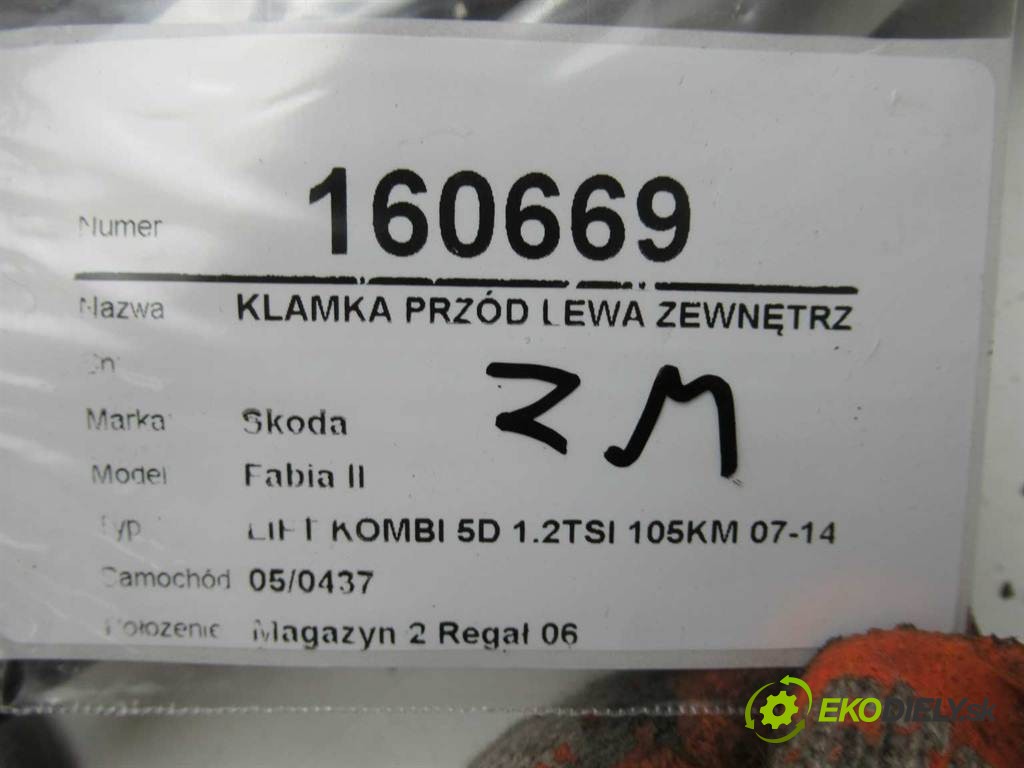 Numer 160669
Nazwa KLAMKA PRZÓD LEWA ZEWNĘTRZ
ZM
Marka Skoda
Model Fabia II
Typ LIFT KOMBI 5D 1.2TSI 105KM 07-14
Samochód 05/0437
Położenie Magazyn 2 Regał 06
EKODIELY.sk